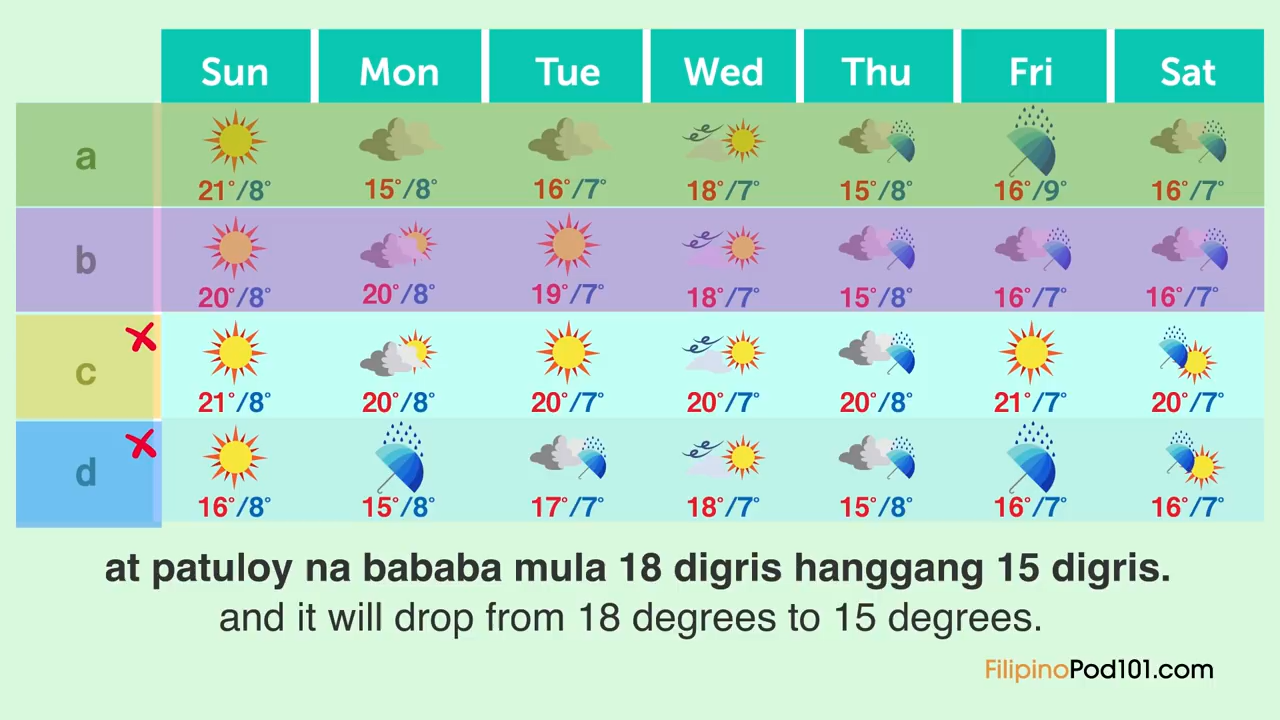 Sun Mon Tue Wed Thu Fri Sat
a
21°/8° 15°/8° 16°/7° 18°/7° 15°/8° 16°/9° 16°/7°
b
20°/8° 20°/8° 19°/7° 18°/7° 15°/8° 16°/7° 16°/7°
c
21°/8° 20°/8° 20°/7° 20°/7° 20°/8° 21°/7° 20°/7°
d
16°/8° 15°/8° 17°/7° 18°/7° 15°/8° 16°/7° 16°/7°
at patuloy na bababa mula 18 digris hanggang 15 digris.
and it will drop from 18 degrees to 15 degrees.
FilipinoPod101.com